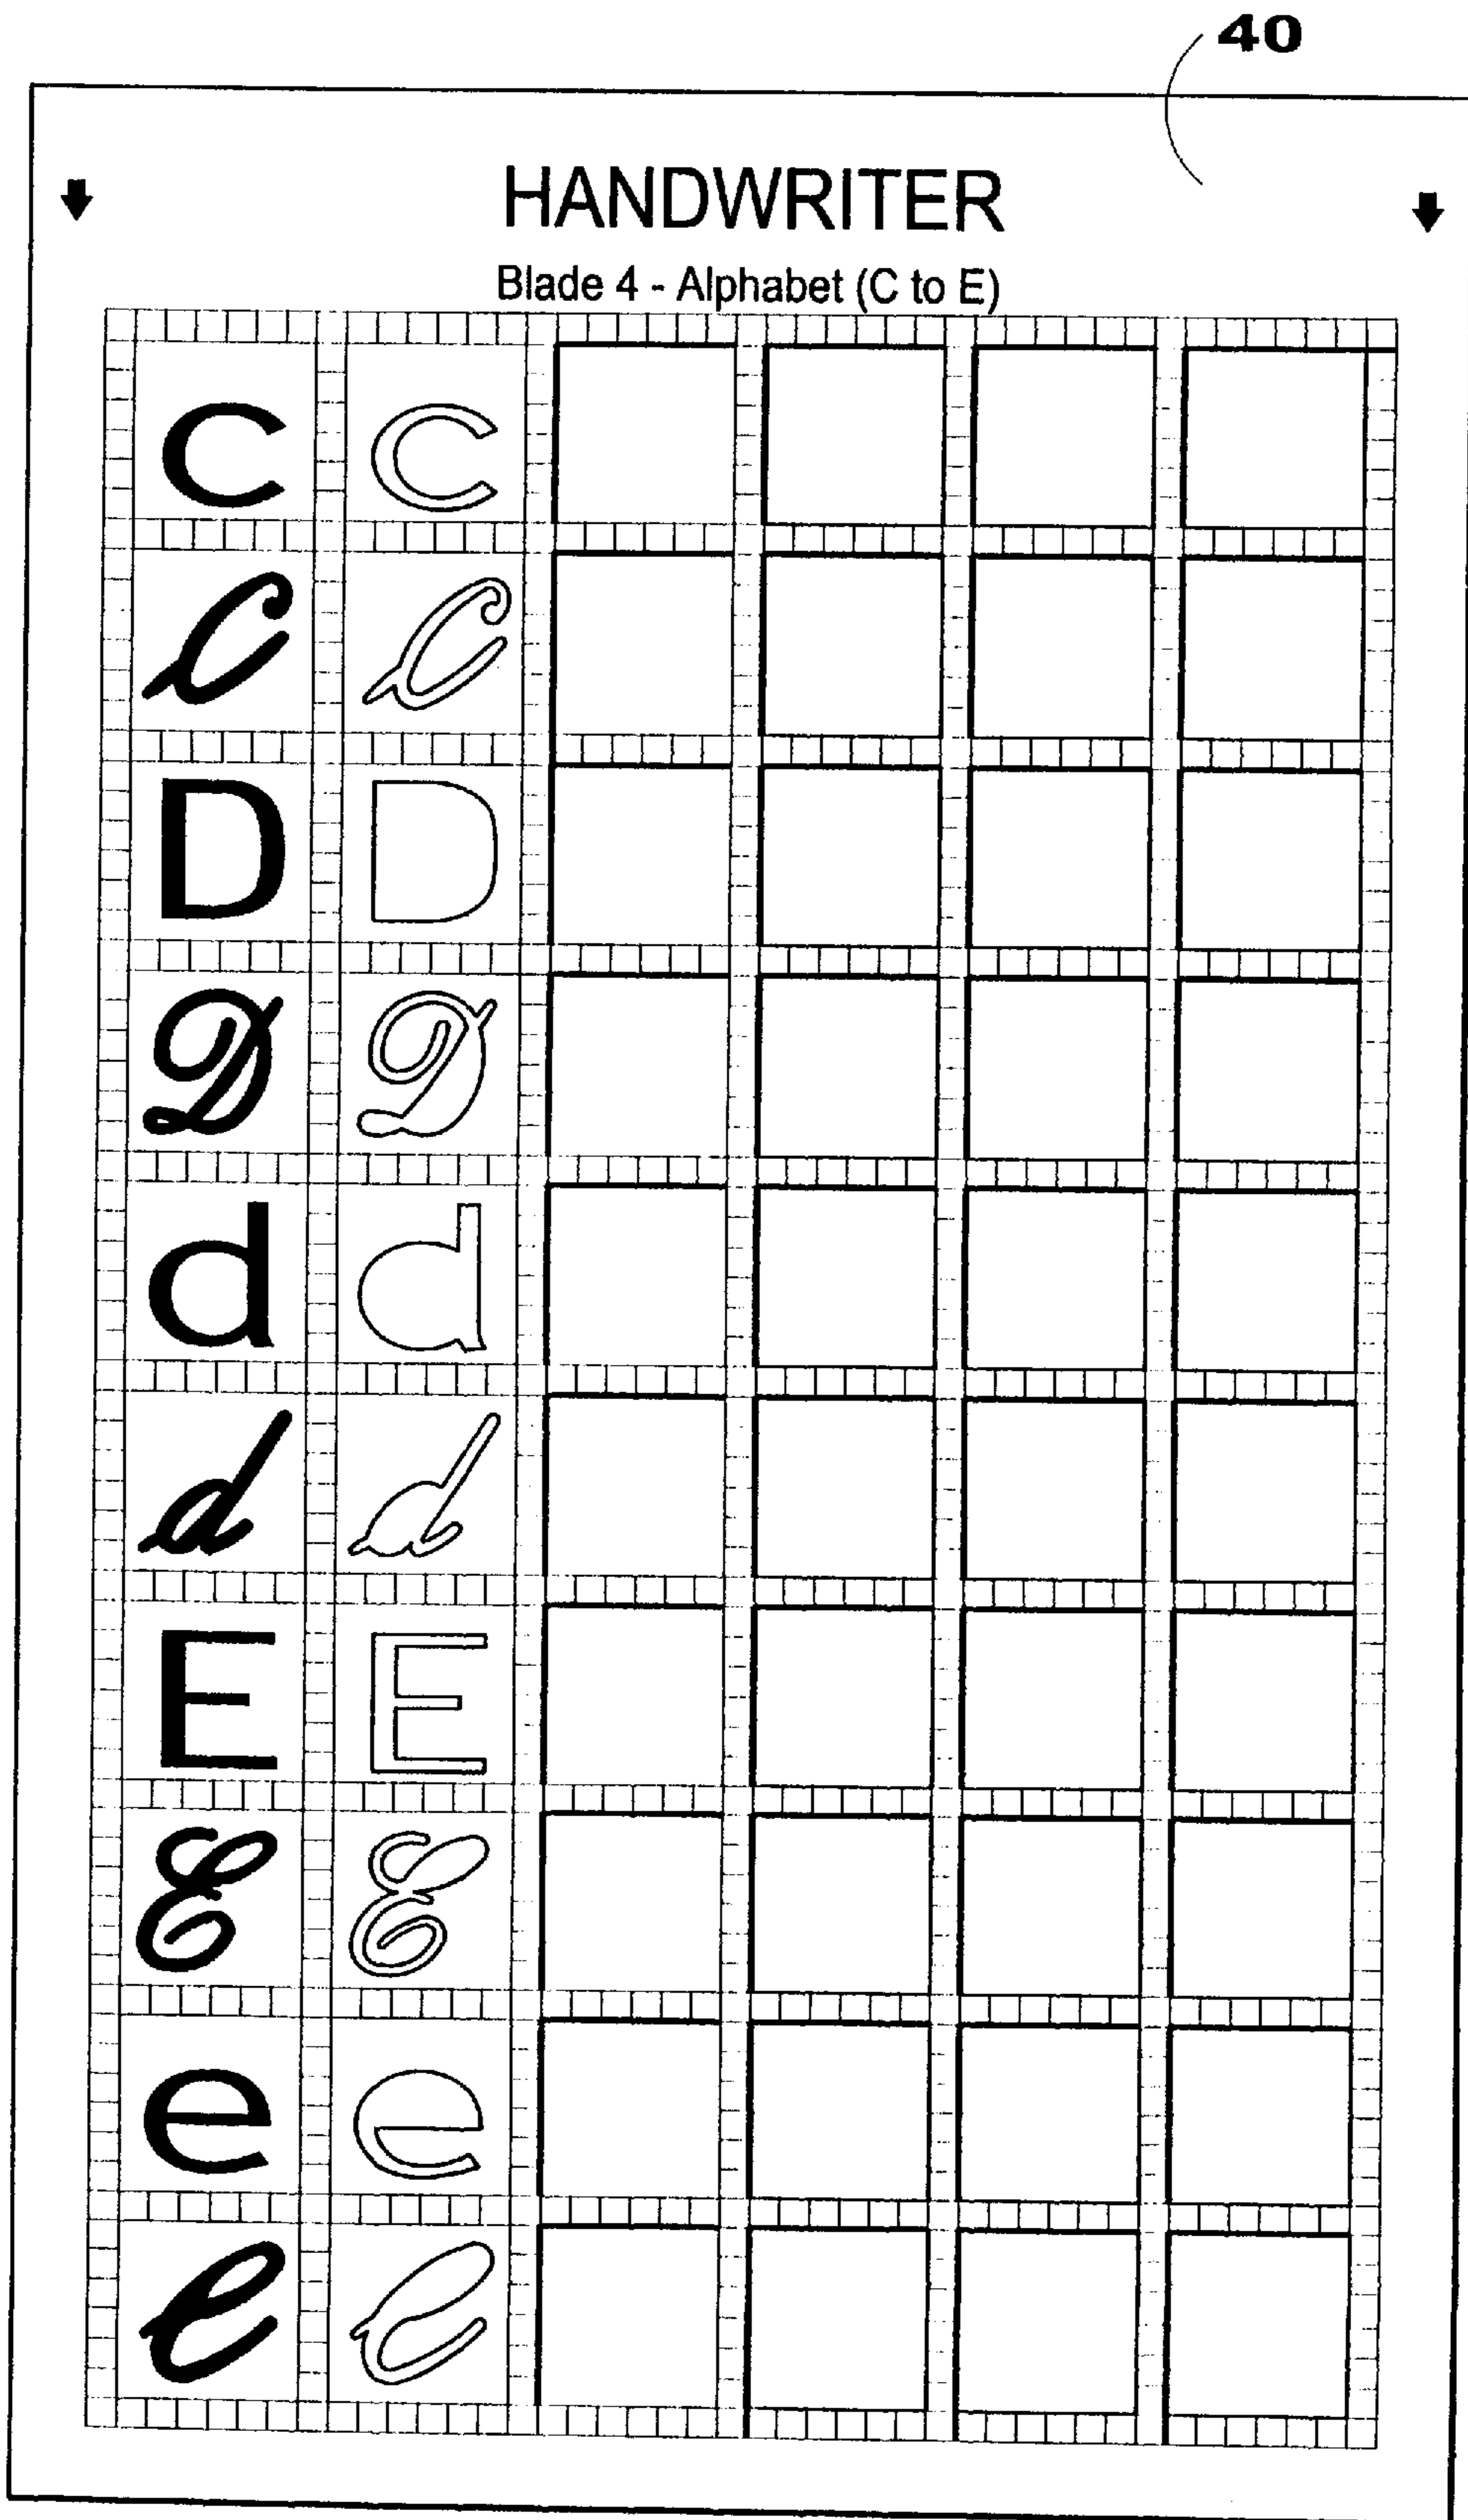 40
HANDWRITER
Blade 4 - Alphabet (C to E)
c c
C C
D D
D D
d d
d d
E E
E E
e e
e e